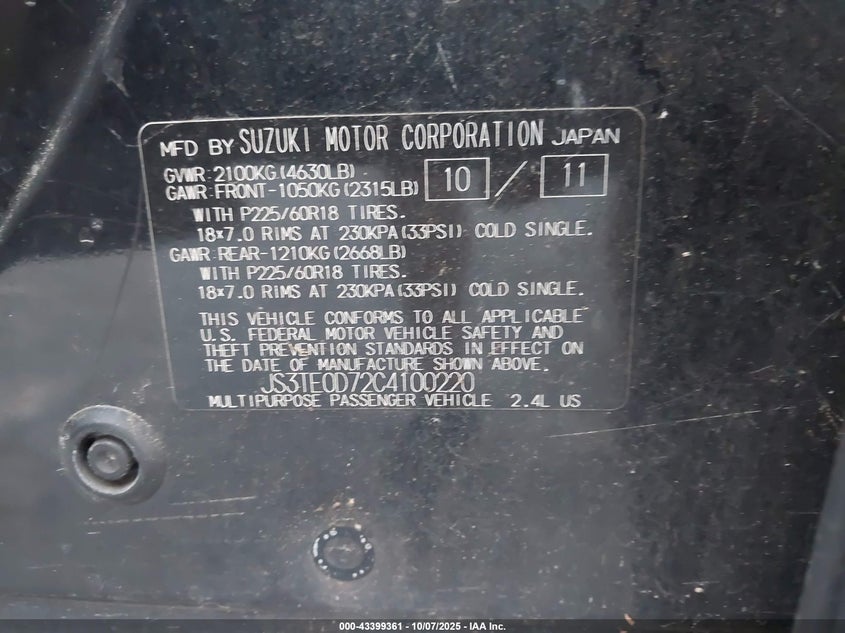 MFD BY SUZUKI MOTOR CORPORATION JAPAN
GVWR:2100KG(4630LB)
GAWR:FRONT-1050KG(2315LB) 10 / 11
WITH P225/60R18 TIRES.
18×7.0 RIMS AT 230KPA(33PSI) COLD SINGLE.
GAWR:REAR-1210KG(2668LB)
WITH P225/60R18 TIRES.
18×7.0 RIMS AT 230KPA(33PSI) COLD SINGLE.
THIS VEHICLE CONFORMS TO ALL APPLICABLE
U.S. FEDERAL MOTOR VEHICLE SAFETY AND
THEFT PREVENTION STANDARDS IN EFFECT ON
THE DATE OF MANUFACTURE SHOWN ABOVE.
JS3TE0D72C4100220
MULTIPURPOSE PASSENGER VEHICLE 2.4L US
000-43399361 - 10/07/2025 - IAA Inc.